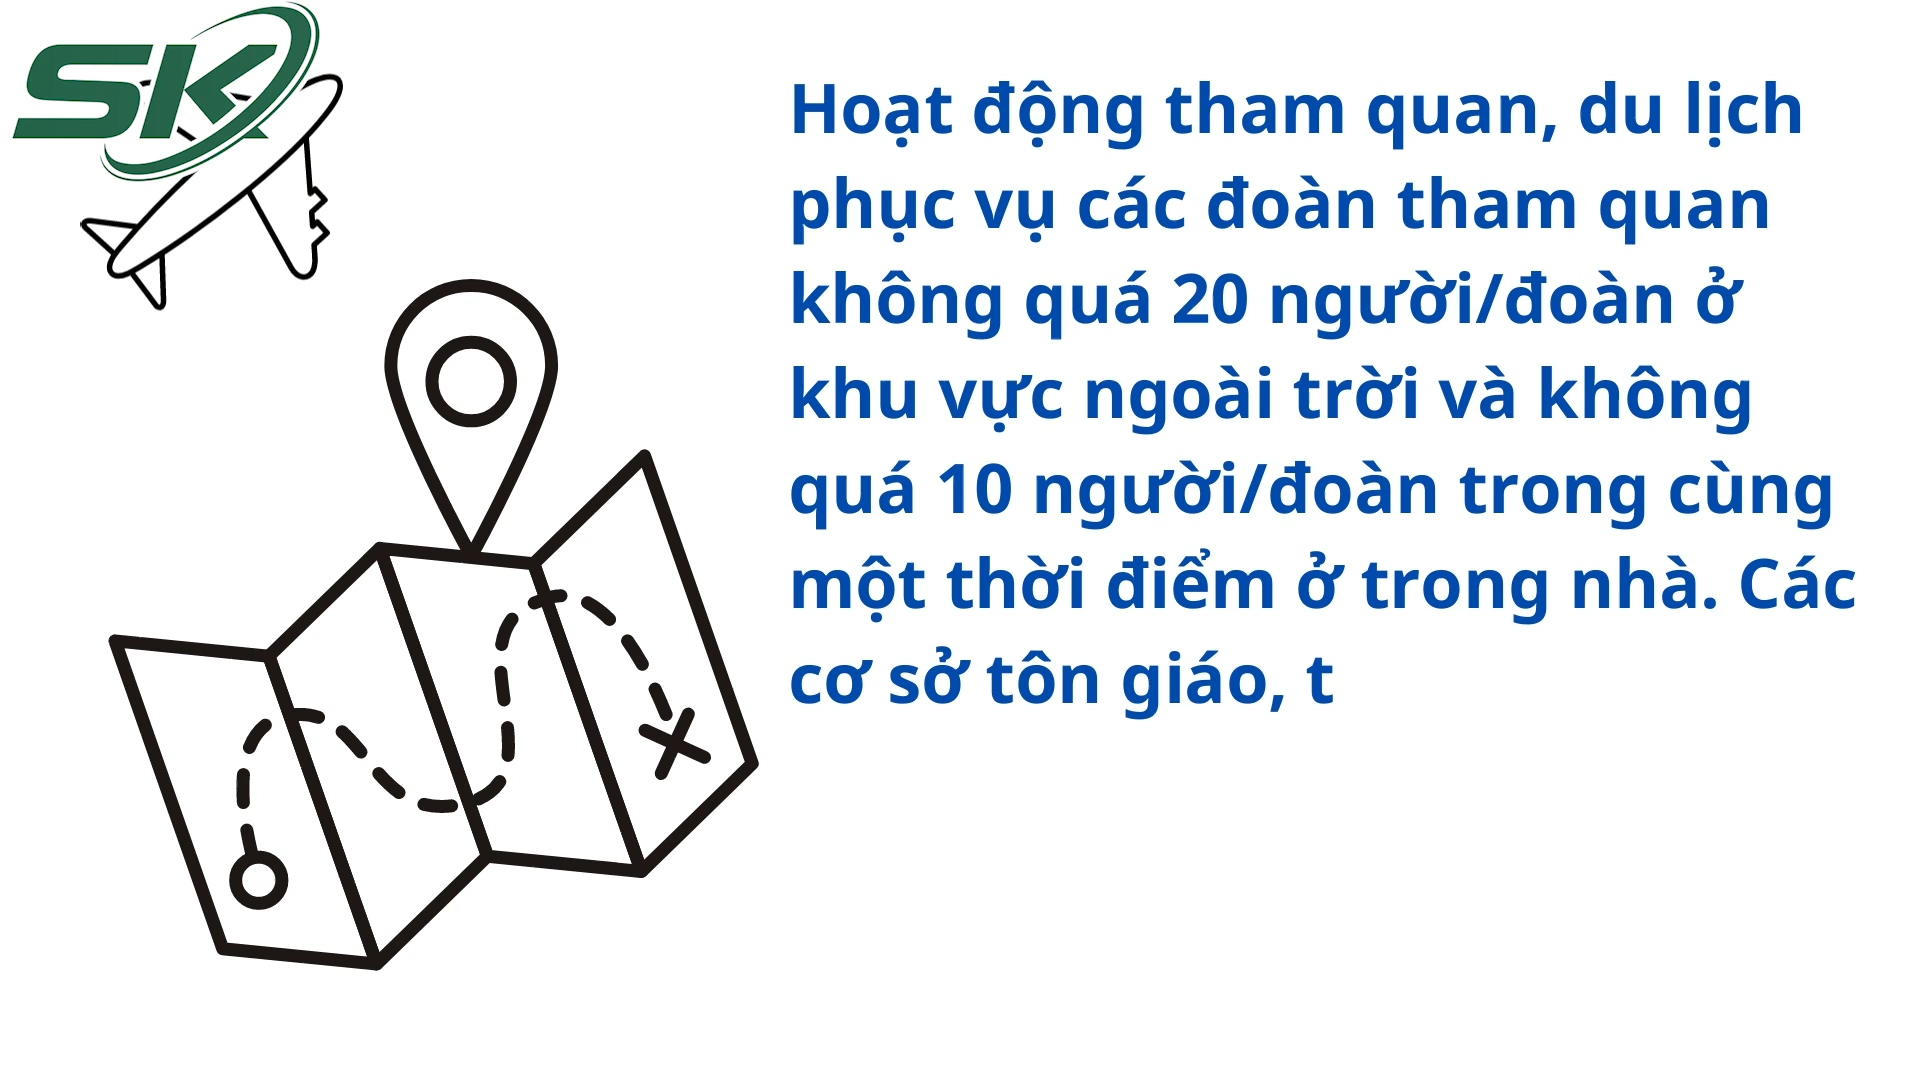 SK
Hoạt động tham quan, du lịch
phục vụ các đoàn tham quan
không quá 20 người/đoàn ở
khu vực ngoài trời và không
quá 10 người/đoàn trong cùng
một thời điểm ở trong nhà. Các
cơ sở tôn giáo, t